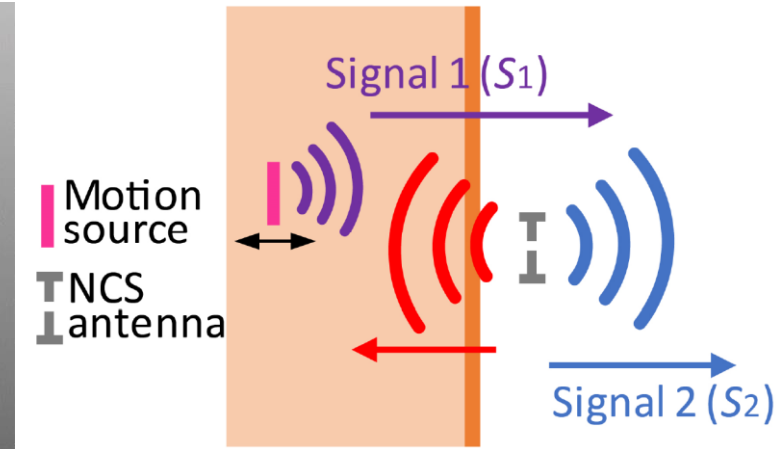 Signal 1 (S1)
Motion
source
NCS
antenna
Signal 2 (S2)